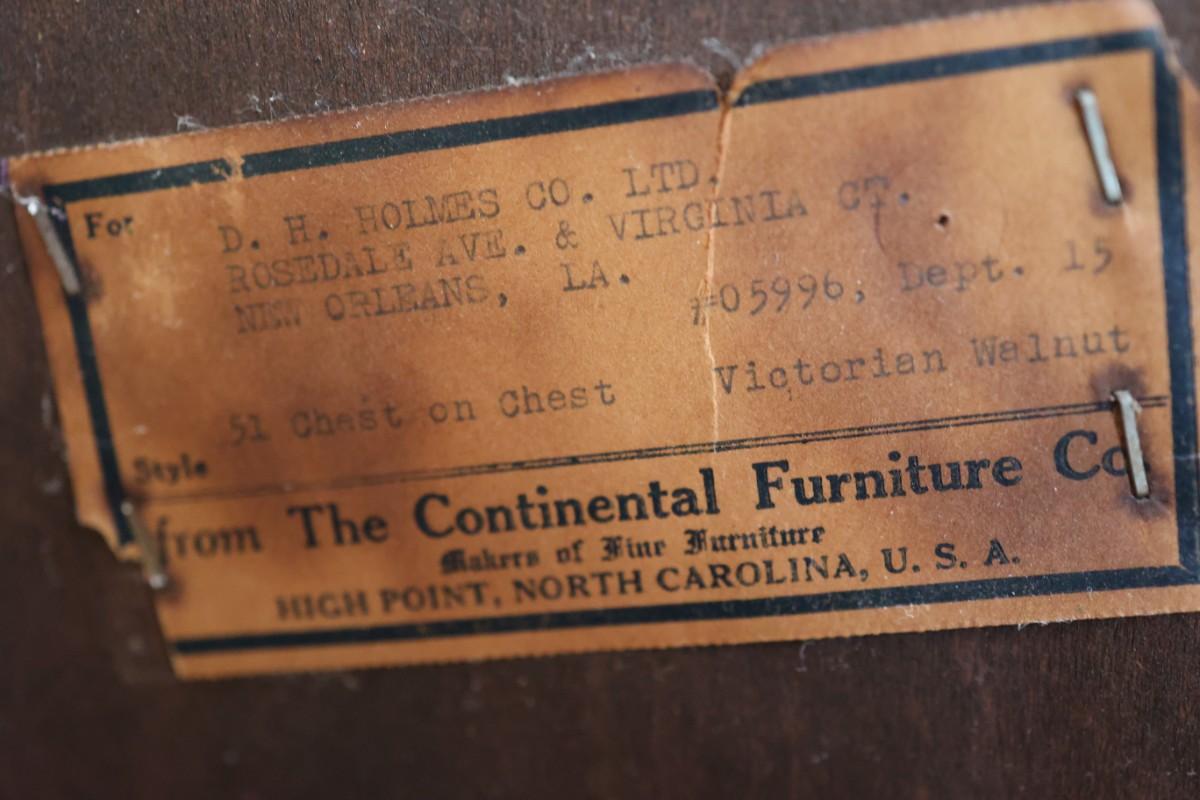 For D. H. HOLMES CO. LTD.
ROSEDALE AVE. & VIRGINIA CT.
NEW ORLEANS, LA.
#05996, Dept. 15
51 Chest on Chest Victorian Walnut
Style
from The Continental Furniture Co.
Makers of Fine Furniture
HIGH POINT, NORTH CAROLINA, U. S. A.